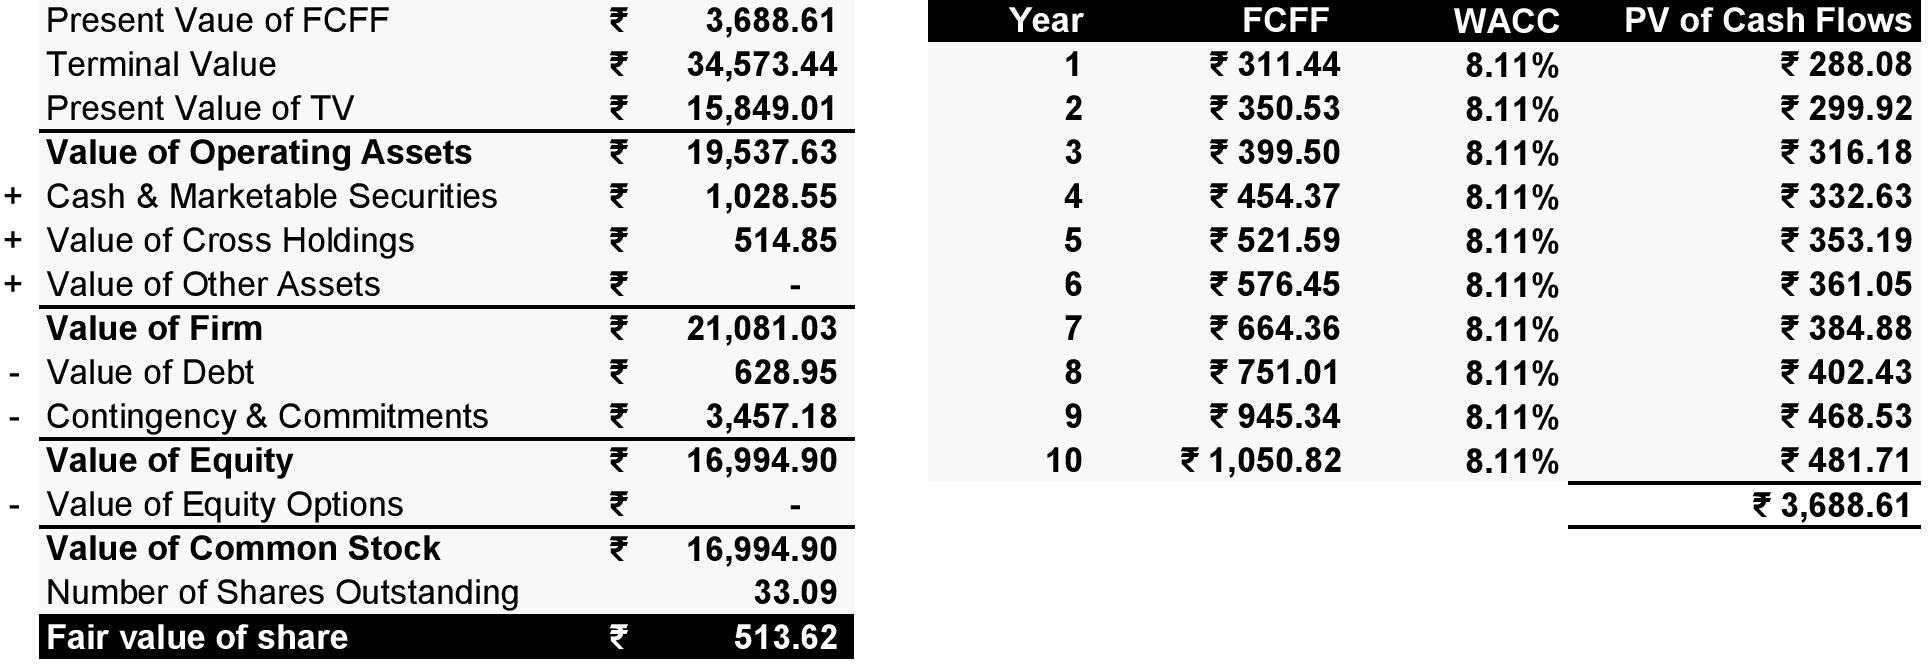 Present Vaue of FCFF ₹ 3,688.61
Terminal Value ₹ 34,573.44
Present Value of TV ₹ 15,849.01
Value of Operating Assets ₹ 19,537.63
+ Cash & Marketable Securities ₹ 1,028.55
+ Value of Cross Holdings ₹ 514.85
+ Value of Other Assets ₹ -
Value of Firm ₹ 21,081.03
- Value of Debt ₹ 628.95
- Contingency & Commitments ₹ 3,457.18
Value of Equity ₹ 16,994.90
- Value of Equity Options ₹ -
Value of Common Stock ₹ 16,994.90
Number of Shares Outstanding 33.09
Fair value of share ₹ 513.62
Year FCFF WACC PV of Cash Flows
1 ₹ 311.44 8.11% ₹ 288.08
2 ₹ 350.53 8.11% ₹ 299.92
3 ₹ 399.50 8.11% ₹ 316.18
4 ₹ 454.37 8.11% ₹ 332.63
5 ₹ 521.59 8.11% ₹ 353.19
6 ₹ 576.45 8.11% ₹ 361.05
7 ₹ 664.36 8.11% ₹ 384.88
8 ₹ 751.01 8.11% ₹ 402.43
9 ₹ 945.34 8.11% ₹ 468.53
10 ₹ 1,050.82 8.11% ₹ 481.71
₹ 3,688.61